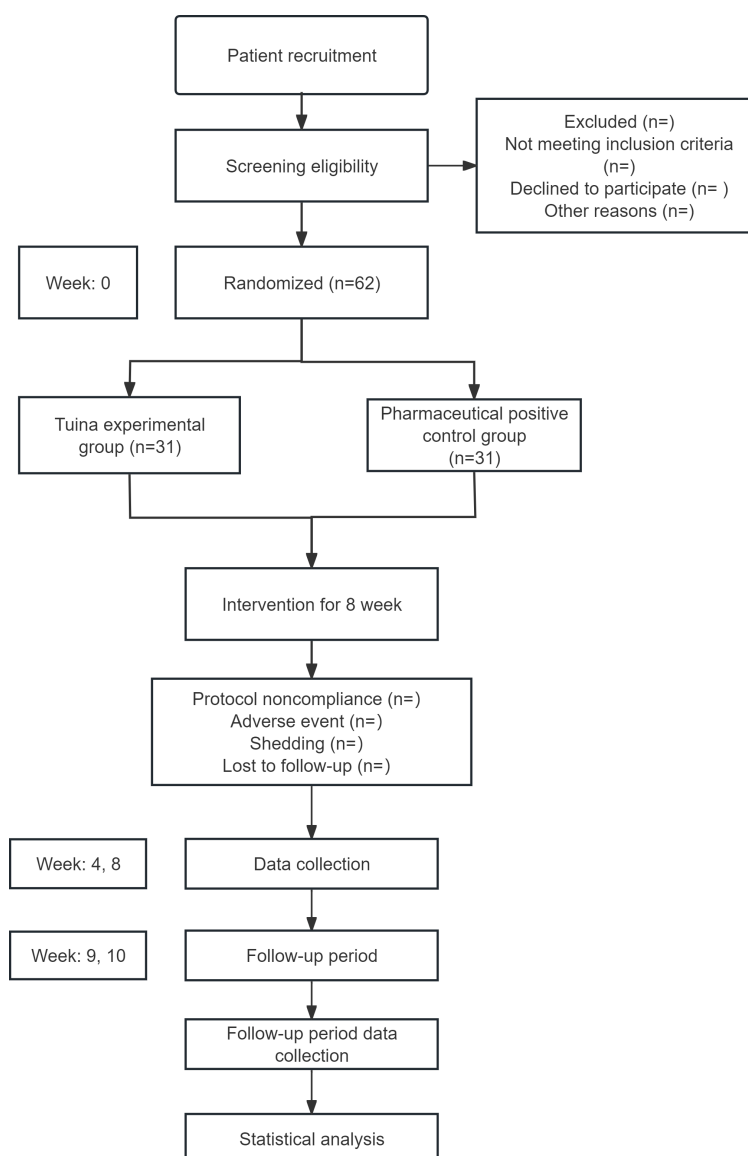 Patient recruitment
Excluded (n=)
Not meeting inclusion criteria
(n=)
Declined to participate (n= )
Other reasons (n=)
Screening eligibility
Week: 0
Randomized (n=62)
Tuina experimental
group (n=31)
Pharmaceutical positive
control group
(n=31)
Intervention for 8 week
Protocol noncompliance (n=)
Adverse event (n=)
Shedding (n=)
Lost to follow-up (n=)
Week: 4, 8
Data collection
Week: 9, 10
Follow-up period
Follow-up period data
collection
Statistical analysis